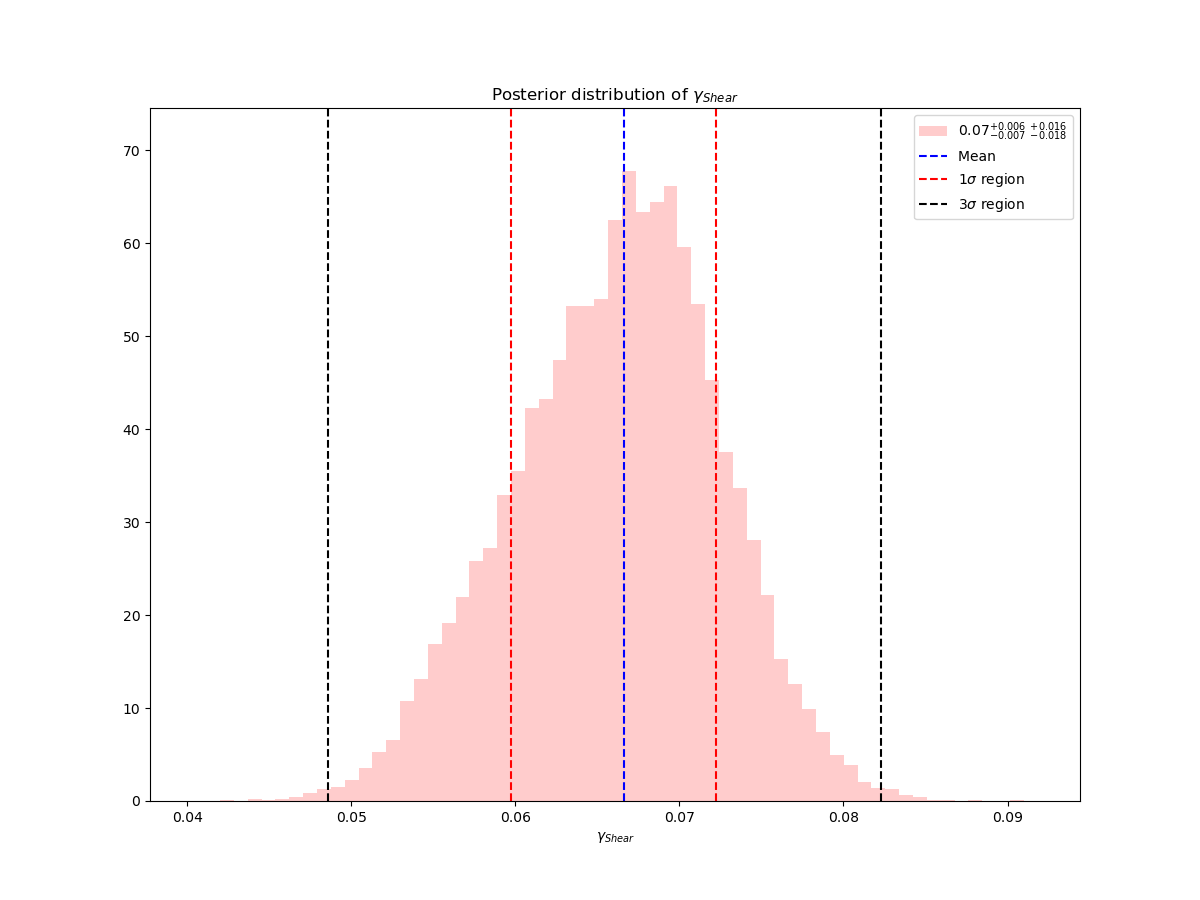 Posterior distribution of γ_Shear
70
60
50
40
30
20
10
0
0.04 0.05 0.06 0.07 0.08 0.09
γ_Shear
0.07^{+0.006}_{−0.007} ^{+0.016}_{−0.018}
Mean
1σ region
3σ region